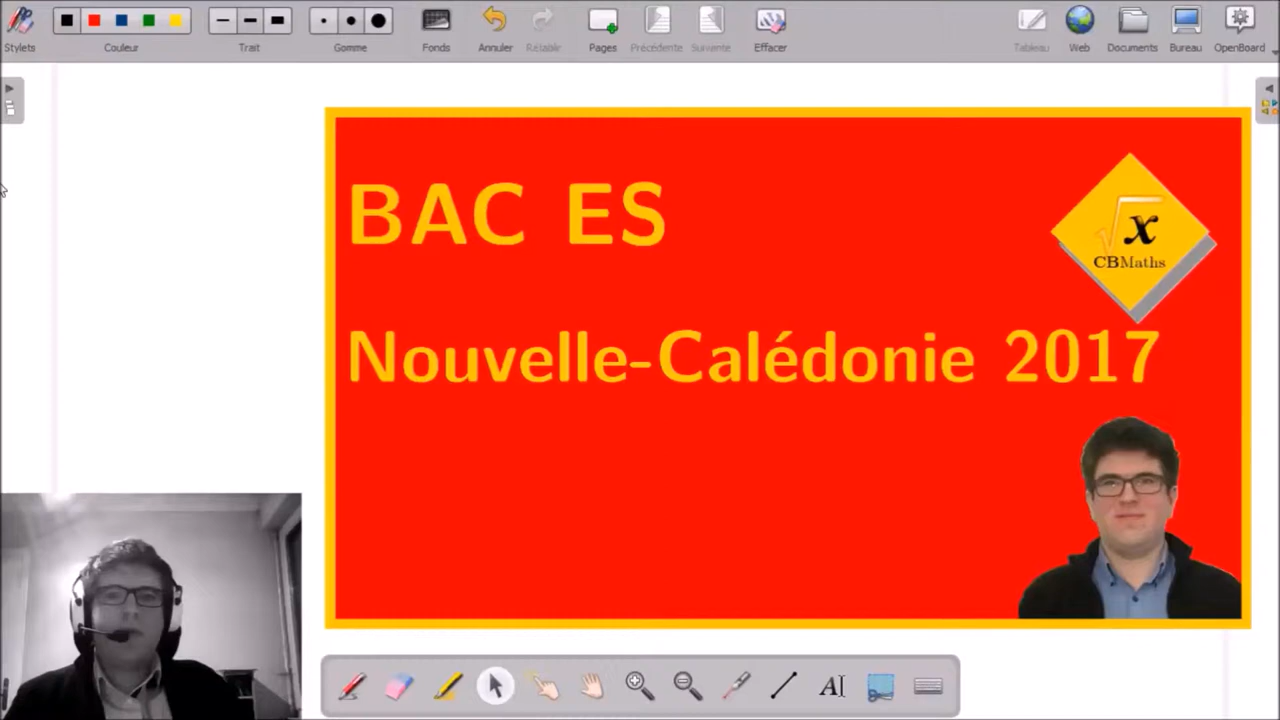 Stylets
Couleur
Trait
Gomme
Fonds
Annuler
Rétablir
Pages
Précédente
Suivante
Effacer
Tableau
Web
Documents
Bureau
OpenBoard
BAC ES
√x
CBMaths
Nouvelle-Calédonie 2017
AI